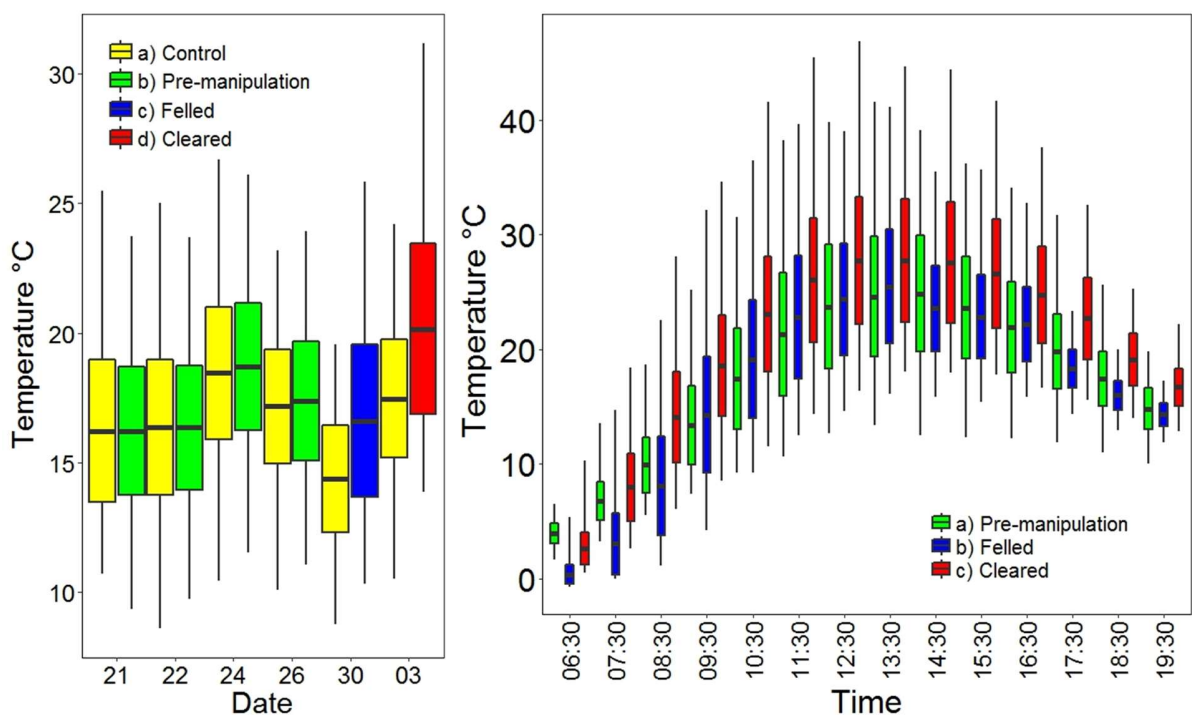 Temperature °C
30
25
20
15
10
a) Control
b) Pre-manipulation
c) Felled
d) Cleared
21 22 24 26 30 03
Date
Temperature °C
40
30
20
10
0
a) Pre-manipulation
b) Felled
c) Cleared
06:30 07:30 08:30 09:30 10:30 11:30 12:30 13:30 14:30 15:30 16:30 17:30 18:30 19:30
Time